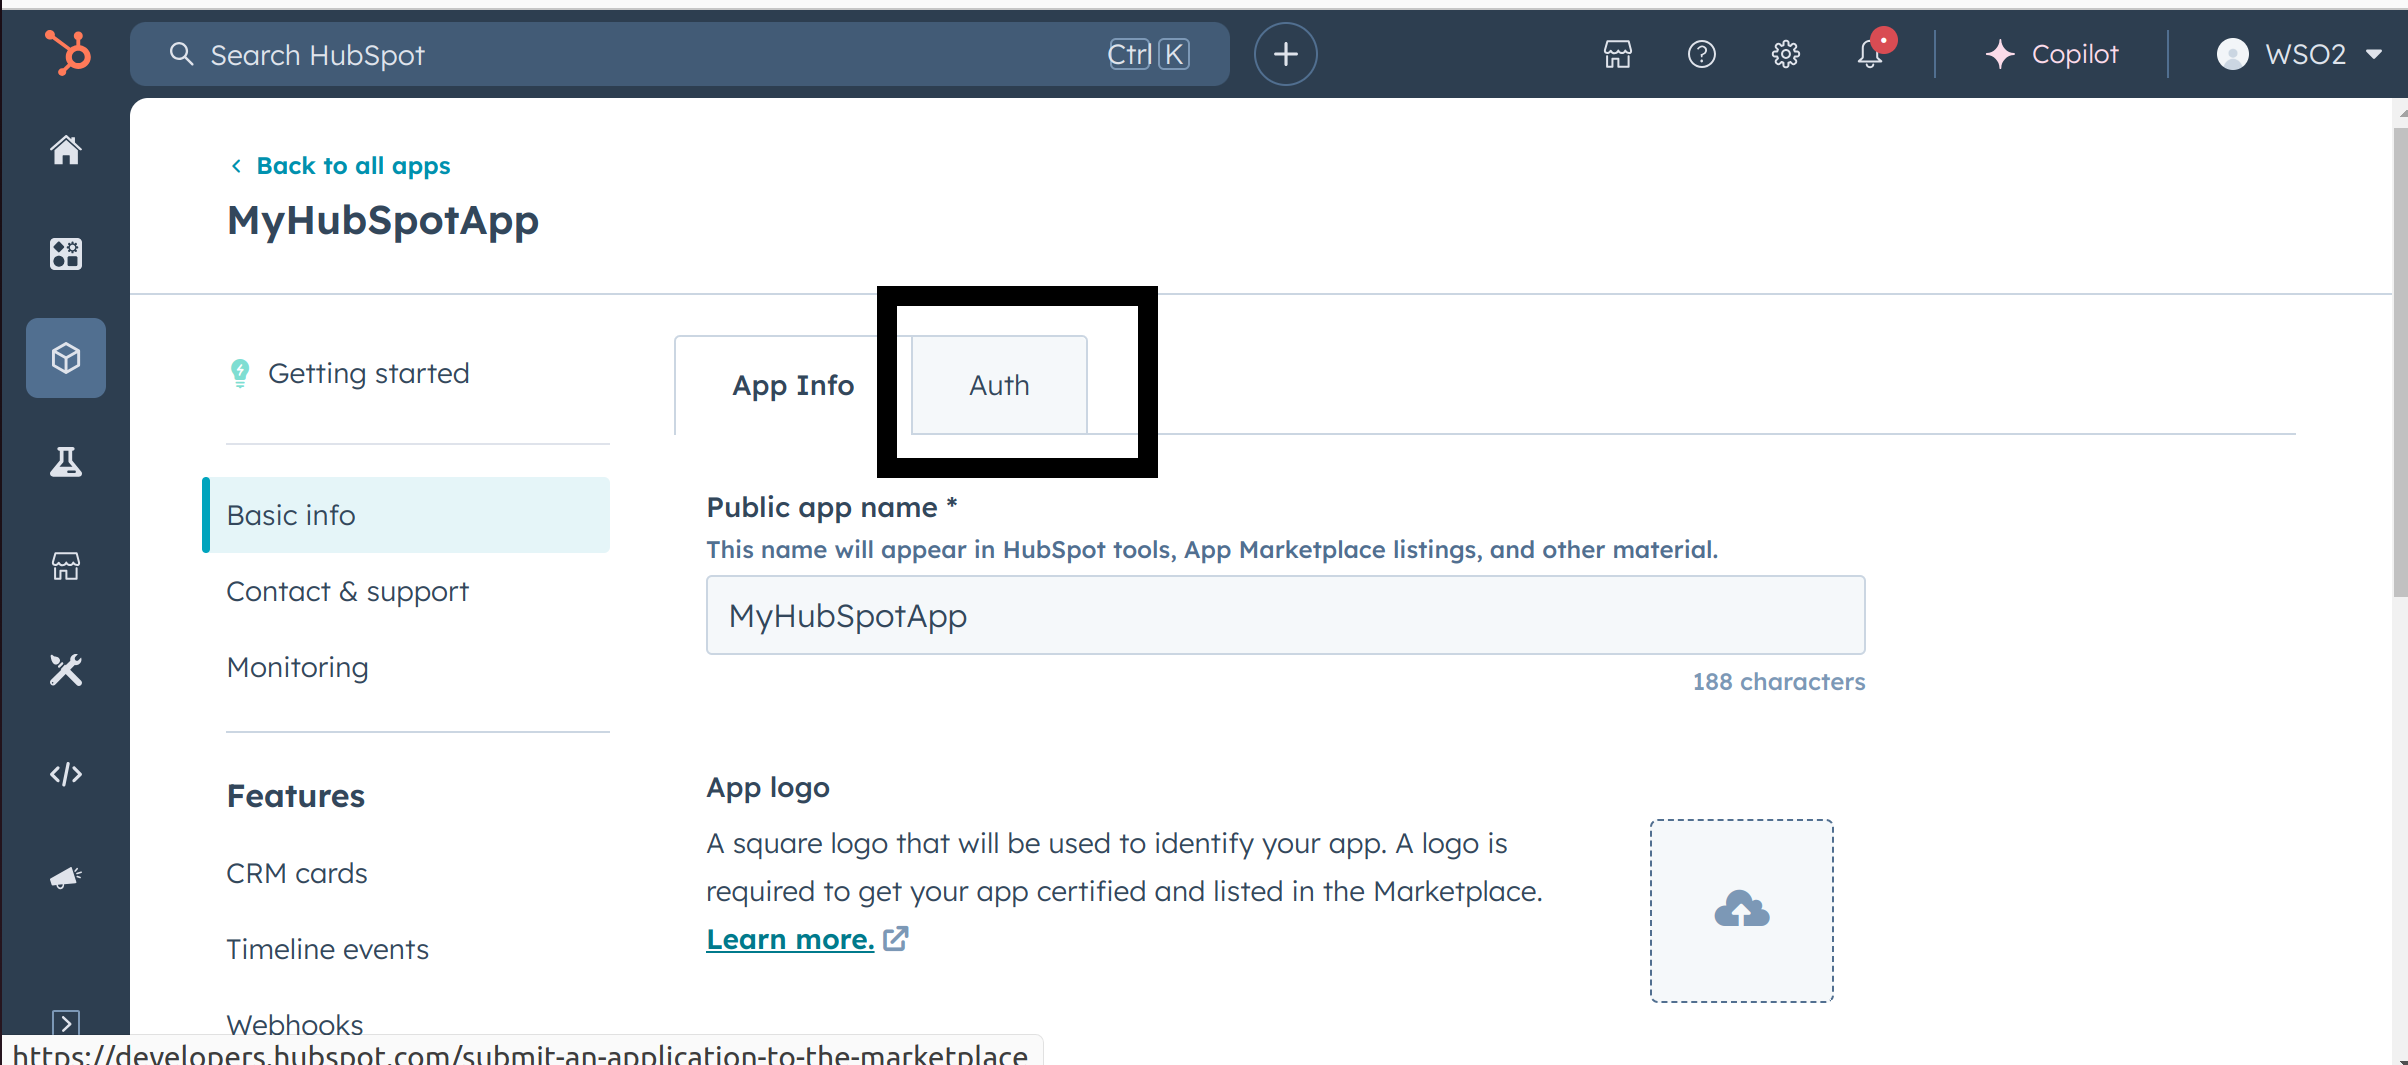 Search HubSpot
Ctrl K
Copilot
WSO2
Back to all apps
MyHubSpotApp
Getting started
Basic info
Contact & support
Monitoring
Features
CRM cards
Timeline events
Webhooks
App Info
Auth
Public app name *
This name will appear in HubSpot tools, App Marketplace listings, and other material.
MyHubSpotApp
188 characters
App logo
A square logo that will be used to identify your app. A logo is
required to get your app certified and listed in the Marketplace.
Learn more.
https://developers.hubspot.com/submit-an-application-to-the-marketplace